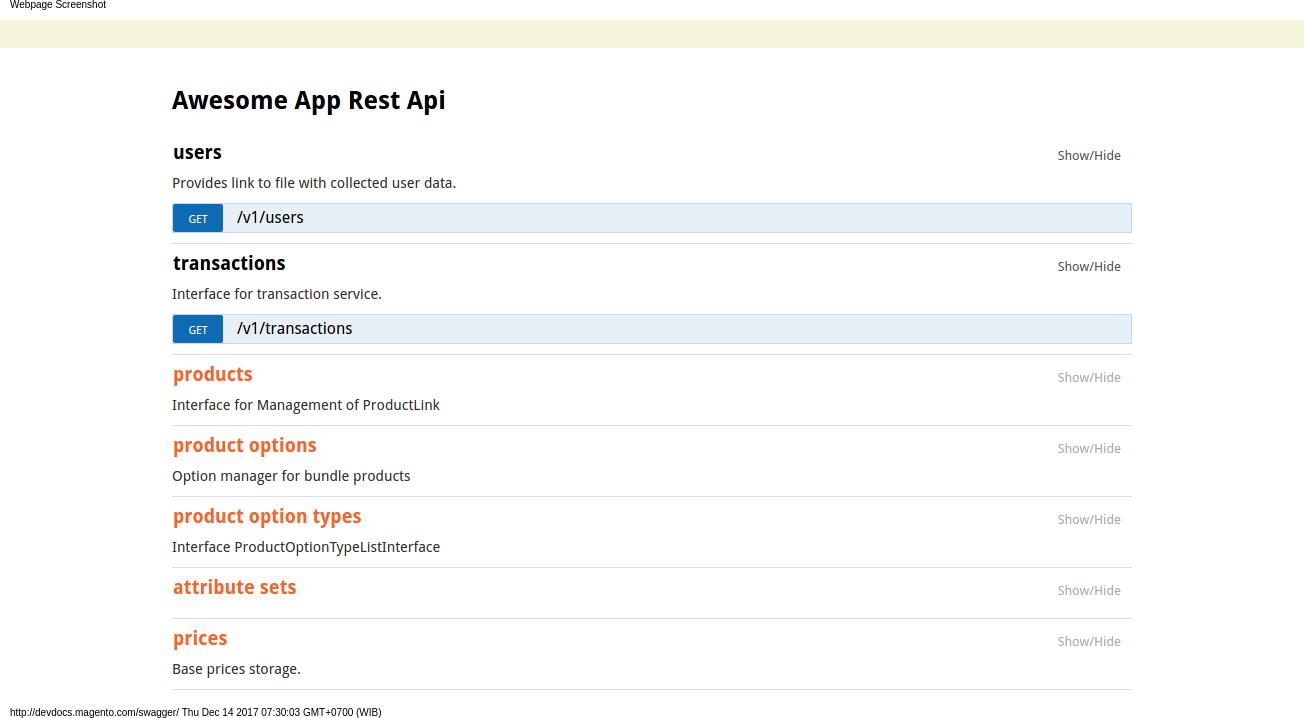 Webpage Screenshot
Awesome App Rest Api
users
Show/Hide
Provides link to file with collected user data.
GET /v1/users
transactions
Show/Hide
Interface for transaction service.
GET /v1/transactions
products
Show/Hide
Interface for Management of ProductLink
product options
Show/Hide
Option manager for bundle products
product option types
Show/Hide
Interface ProductOptionTypeListInterface
attribute sets
Show/Hide
prices
Show/Hide
Base prices storage.
http://devdocs.magento.com/swagger/ Thu Dec 14 2017 07:30:03 GMT+0700 (WIB)